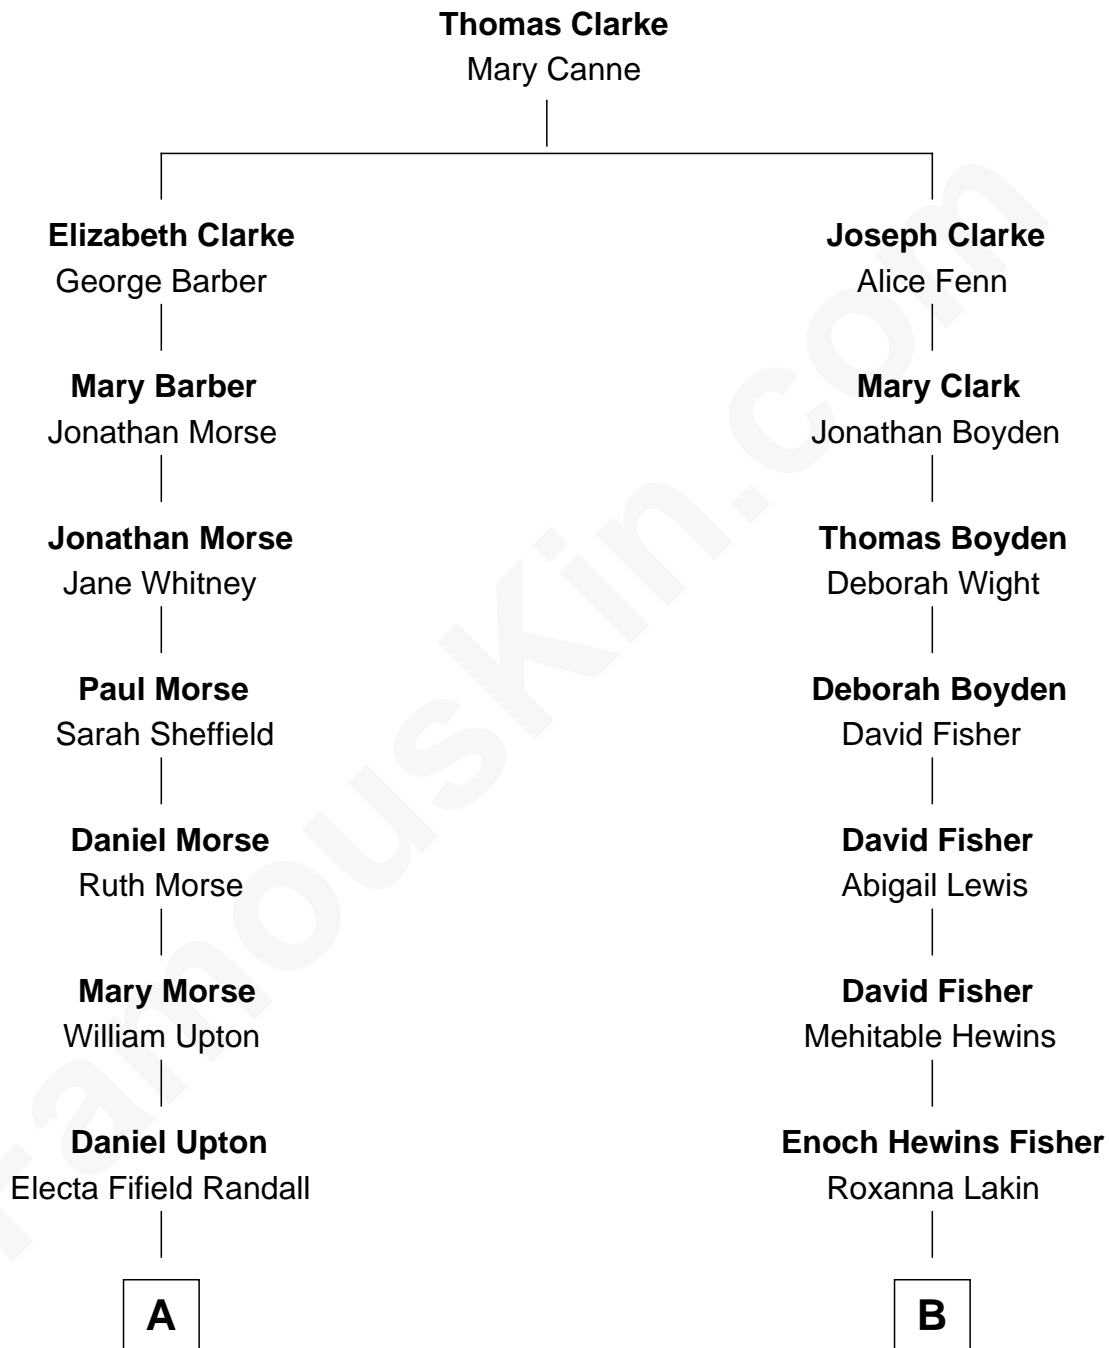 Thomas Clarke
Mary Canne
Elizabeth Clarke
George Barber
Mary Barber
Jonathan Morse
Jonathan Morse
Jane Whitney
Paul Morse
Sarah Sheffield
Daniel Morse
Ruth Morse
Mary Morse
William Upton
Daniel Upton
Electa Fifield Randall
A
Joseph Clarke
Alice Fenn
Mary Clark
Jonathan Boyden
Thomas Boyden
Deborah Wight
Deborah Boyden
David Fisher
David Fisher
Abigail Lewis
David Fisher
Mehitable Hewins
Enoch Hewins Fisher
Roxanna Lakin
B
FamousKin.com